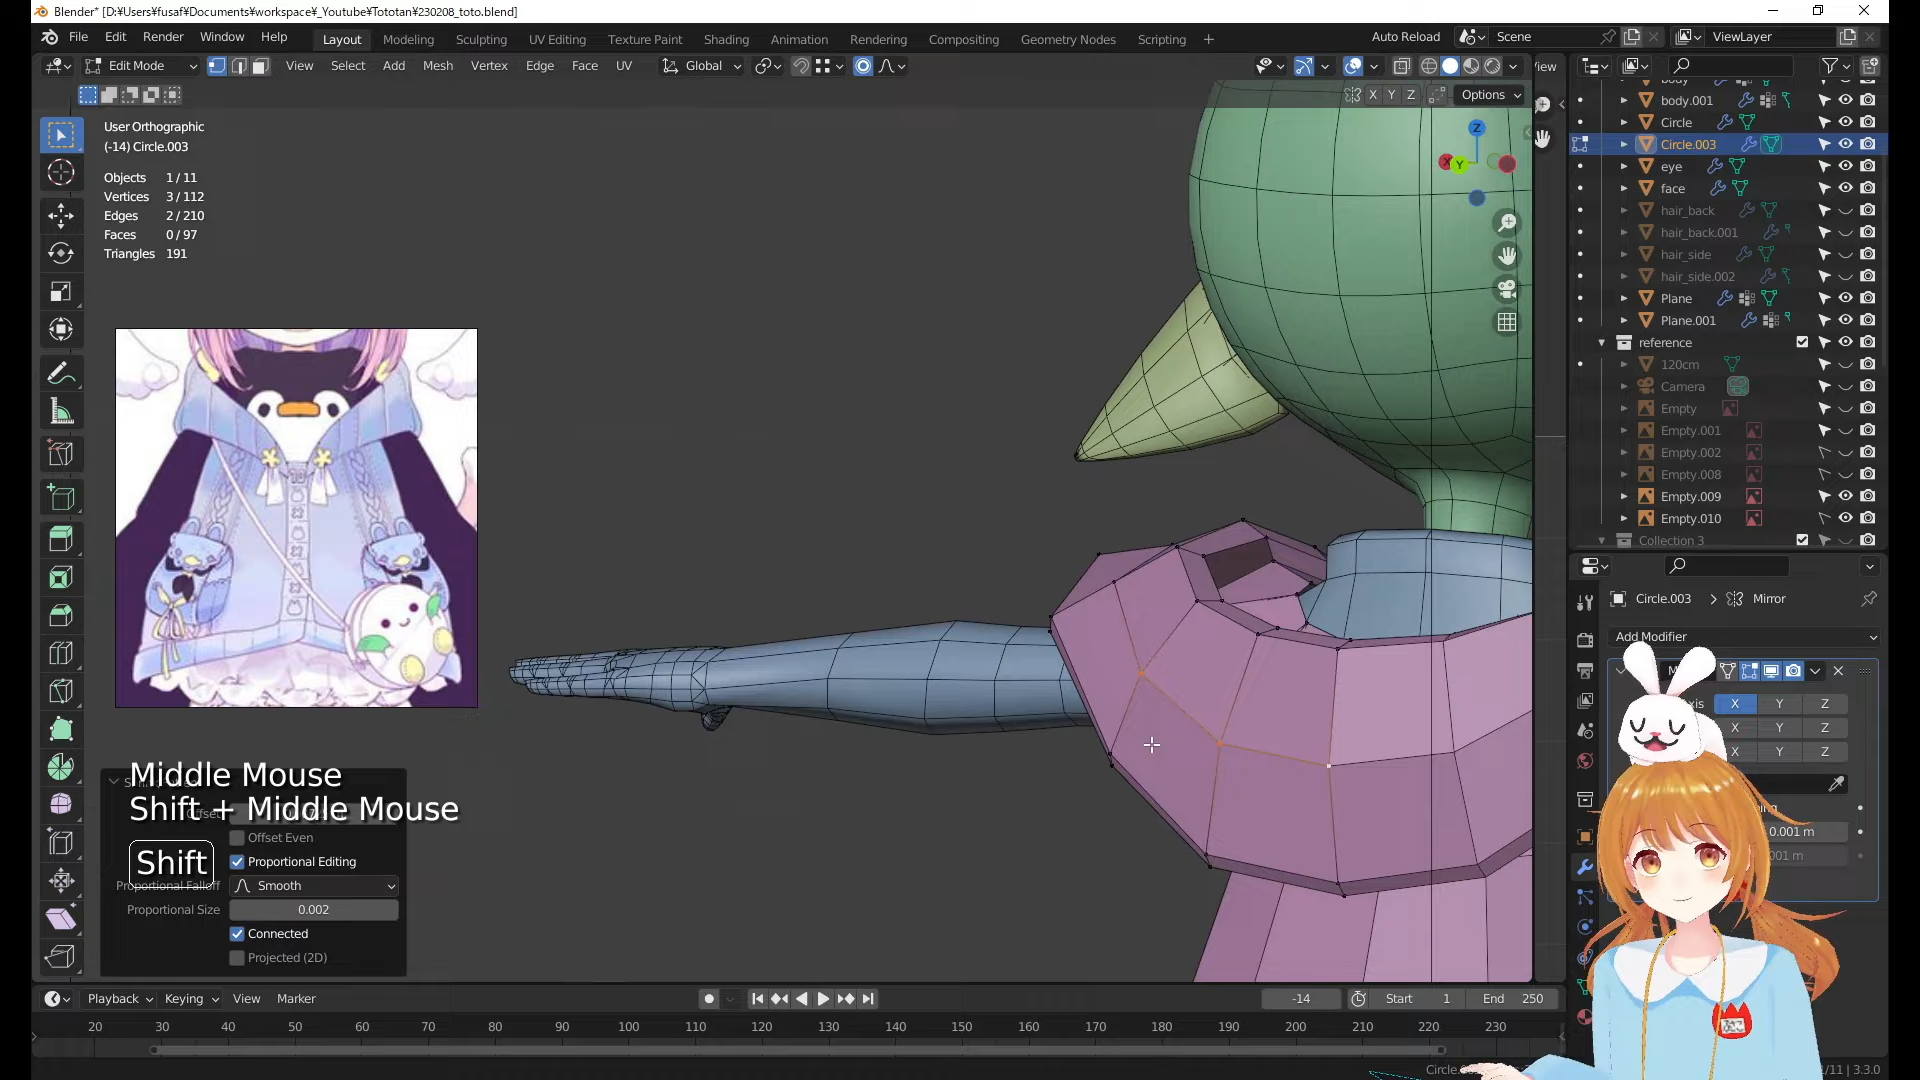 Blender* [D:¥Users¥fusaf¥Documents¥workspace¥_Youtube¥Tototan¥230208_toto.blend]
File Edit Render Window Help
Layout Modeling Sculpting UV Editing Texture Paint Shading Animation Rendering Compositing Geometry Nodes Scripting +
Auto Reload Scene ViewLayer
Edit Mode View Select Add Mesh Vertex Edge Face UV Global
X Y Z Options
User Orthographic
(-14) Circle.003
Objects 1 / 11
Vertices 3 / 112
Edges 2 / 210
Faces 0 / 97
Triangles 191
Z
X Y
body
body.001
Circle
Circle.003
eye
face
hair_back
hair_back.001
hair_side
hair_side.002
Plane
Plane.001
reference
120cm
Camera
Empty
Empty.001
Empty.002
Empty.008
Empty.009
Empty.010
Collection 3
Circle.003 > Mirror
Add Modifier
X Y Z
X Y Z
X Y Z
0.001 m
Middle Mouse
Shift + Middle Mouse
Shift
Offset Even
Proportional Editing
Proportional Falloff Smooth
Proportional Size 0.002
Connected
Projected (2D)
Playback Keying View Marker
-14 Start 1 End 250
20 30 40 50 60 70 80 90 100 110 120 130 140 150 160 170 180 190 200 210 220 230
3.3.0